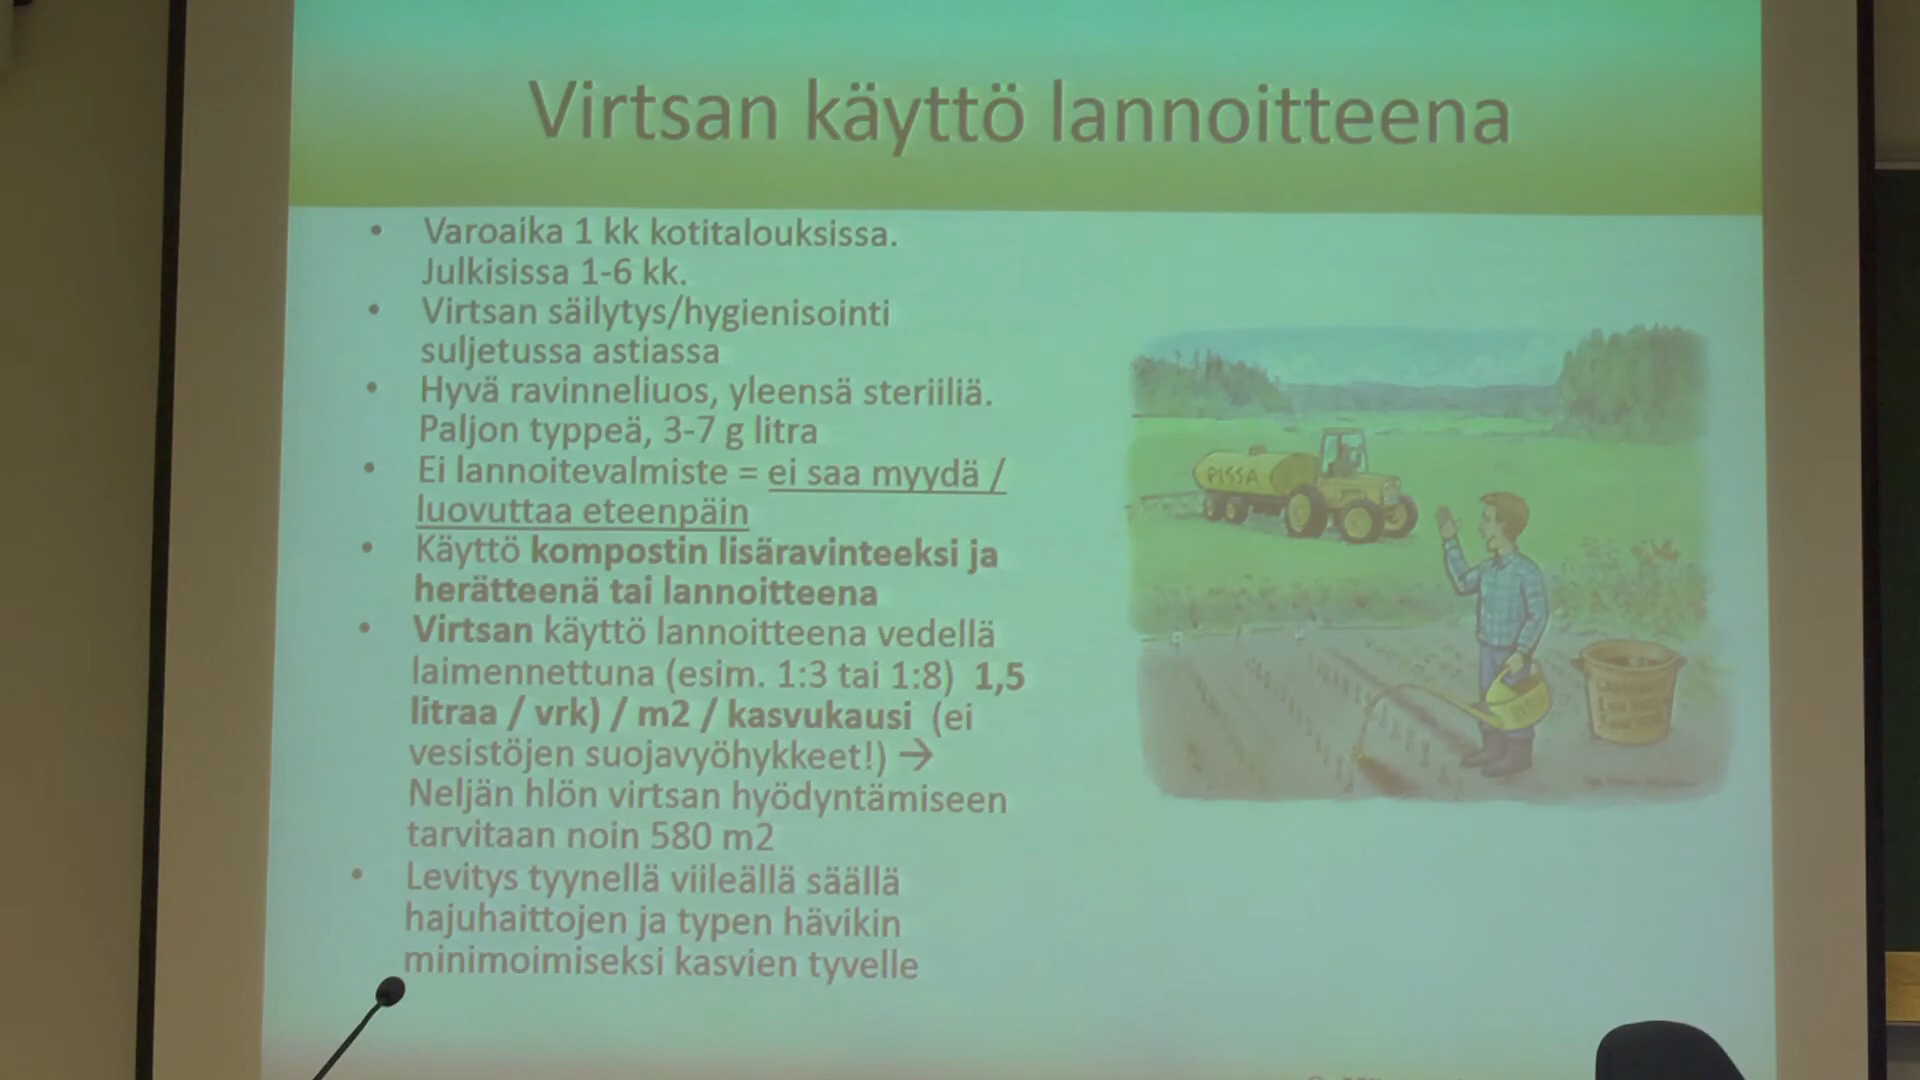 Virtsan käyttö lannoitteena
• Varoaika 1 kk kotitalouksissa.
Julkisissa 1-6 kk.
• Virtsan säilytys/hygienisointi
suljetussa astiassa
• Hyvä ravinneliuos, yleensä steriiliä.
Paljon typpeä, 3-7 g litra
• Ei lannoitevalmiste = ei saa myydä /
luovuttaa eteenpäin
• Käyttö kompostin lisäravinteeksi ja
herätteenä tai lannoitteena
• Virtsan käyttö lannoitteena vedellä
laimennettuna (esim. 1:3 tai 1:8) 1,5
litraa / vrk) / m2 / kasvukausi (ei
vesistöjen suojavyöhykkeet!) →
Neljän hlön virtsan hyödyntämiseen
tarvitaan noin 580 m2
• Levitys tyynellä viileällä säällä
hajuhaittojen ja typen hävikin
minimoimiseksi kasvien tyvelle
PISSA